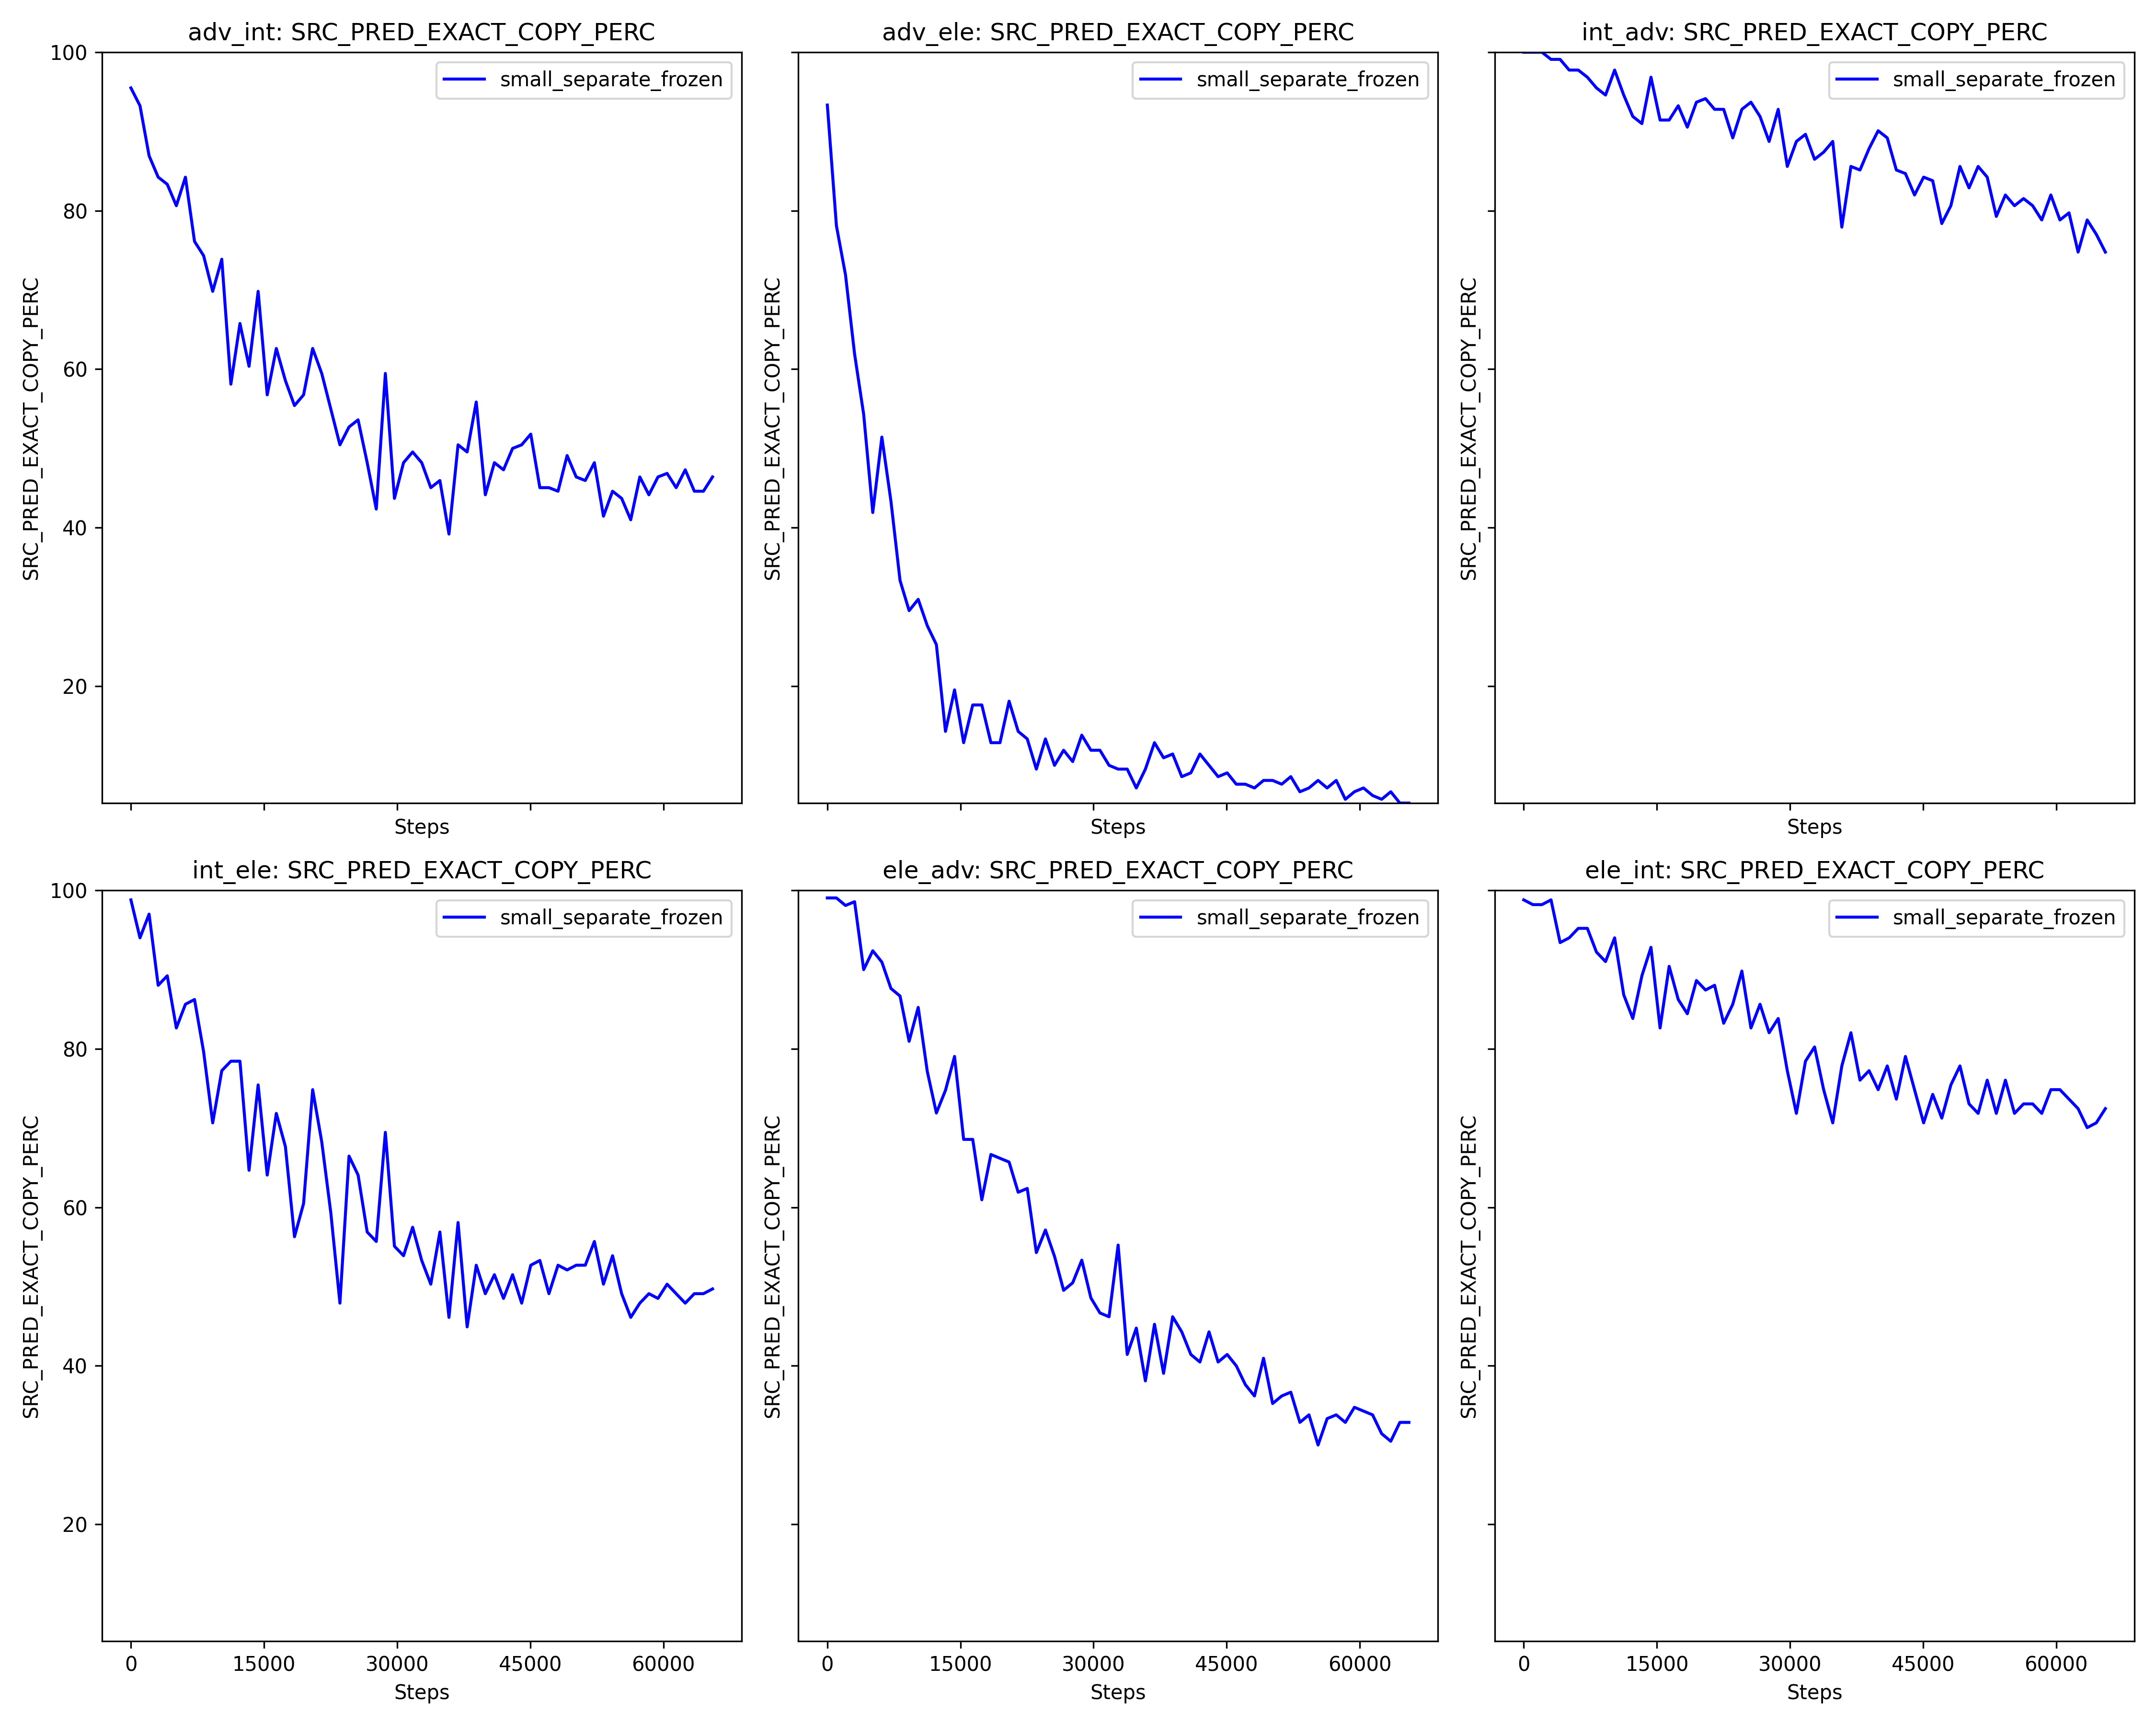 adv_int: SRC_PRED_EXACT_COPY_PERC
adv_ele: SRC_PRED_EXACT_COPY_PERC
int_adv: SRC_PRED_EXACT_COPY_PERC
small_separate_frozen
small_separate_frozen
small_separate_frozen
100
80
60
40
20
SRC_PRED_EXACT_COPY_PERC
SRC_PRED_EXACT_COPY_PERC
SRC_PRED_EXACT_COPY_PERC
Steps
Steps
Steps
int_ele: SRC_PRED_EXACT_COPY_PERC
ele_adv: SRC_PRED_EXACT_COPY_PERC
ele_int: SRC_PRED_EXACT_COPY_PERC
small_separate_frozen
small_separate_frozen
small_separate_frozen
100
80
60
40
20
SRC_PRED_EXACT_COPY_PERC
SRC_PRED_EXACT_COPY_PERC
SRC_PRED_EXACT_COPY_PERC
0 15000 30000 45000 60000
0 15000 30000 45000 60000
0 15000 30000 45000 60000
Steps
Steps
Steps